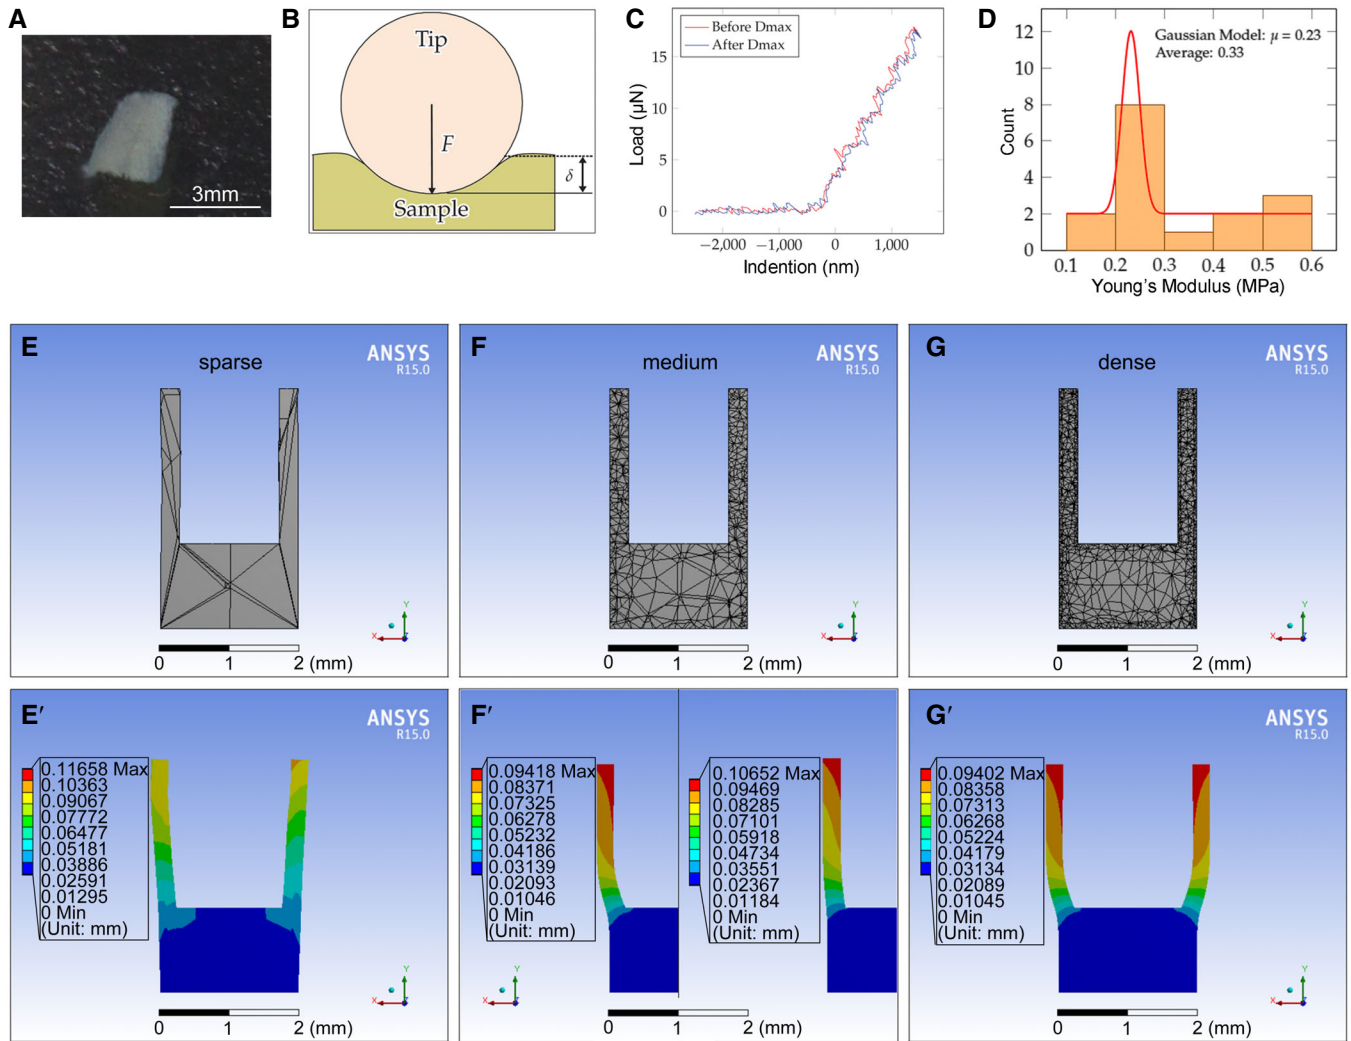 A
3mm
B
Tip
F
δ
Sample
C
Before Dmax
After Dmax
Load (µN)
15
10
5
0
−2,000
−1,000
0
1,000
Indention (nm)
D
Gaussian Model: µ = 0.23
Average: 0.33
Count
12
10
8
6
4
2
0
0.1
0.2
0.3
0.4
0.5
0.6
Young's Modulus (MPa)
E
sparse
ANSYS
R15.0
Y
X
Z
0
1
2 (mm)
F
medium
ANSYS
R15.0
Y
X
Z
0
1
2 (mm)
G
dense
ANSYS
R15.0
Y
X
Z
0
1
2 (mm)
E′
ANSYS
R15.0
0.11658 Max
0.10363
0.09067
0.07772
0.06477
0.05181
0.03886
0.02591
0.01295
0 Min
(Unit: mm)
Y
X
Z
0
1
2 (mm)
F′
0.09418 Max
0.08371
0.07325
0.06278
0.05232
0.04186
0.03139
0.02093
0.01046
0 Min
(Unit: mm)
Y
X
Z
0.10652 Max
0.09469
0.08285
0.07101
0.05918
0.04734
0.03551
0.02367
0.01184
0 Min
(Unit: mm)
Y
X
Z
0
1
2 (mm)
G′
ANSYS
R15.0
0.09402 Max
0.08358
0.07313
0.06268
0.05224
0.04179
0.03134
0.02089
0.01045
0 Min
(Unit: mm)
Y
X
Z
0
1
2 (mm)